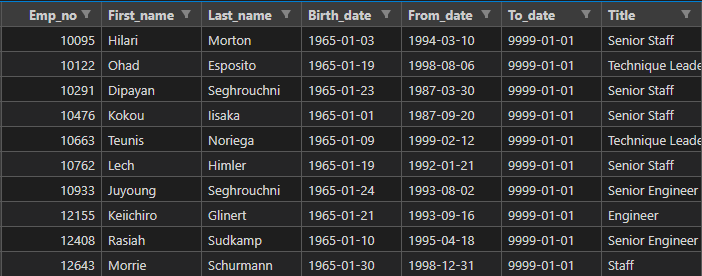 Emp_no First_name Last_name Birth_date From_date To_date Title
10095 Hilari Morton 1965-01-03 1994-03-10 9999-01-01 Senior Staff
10122 Ohad Esposito 1965-01-19 1998-08-06 9999-01-01 Technique Leade
10291 Dipayan Seghrouchni 1965-01-23 1987-03-30 9999-01-01 Senior Staff
10476 Kokou Iisaka 1965-01-01 1987-09-20 9999-01-01 Senior Staff
10663 Teunis Noriega 1965-01-09 1999-02-12 9999-01-01 Technique Leade
10762 Lech Himler 1965-01-19 1992-01-21 9999-01-01 Senior Staff
10933 Juyoung Seghrouchni 1965-01-24 1993-08-02 9999-01-01 Senior Engineer
12155 Keiichiro Glinert 1965-01-21 1993-09-16 9999-01-01 Engineer
12408 Rasiah Sudkamp 1965-01-10 1995-04-18 9999-01-01 Senior Engineer
12643 Morrie Schurmann 1965-01-30 1998-12-31 9999-01-01 Staff